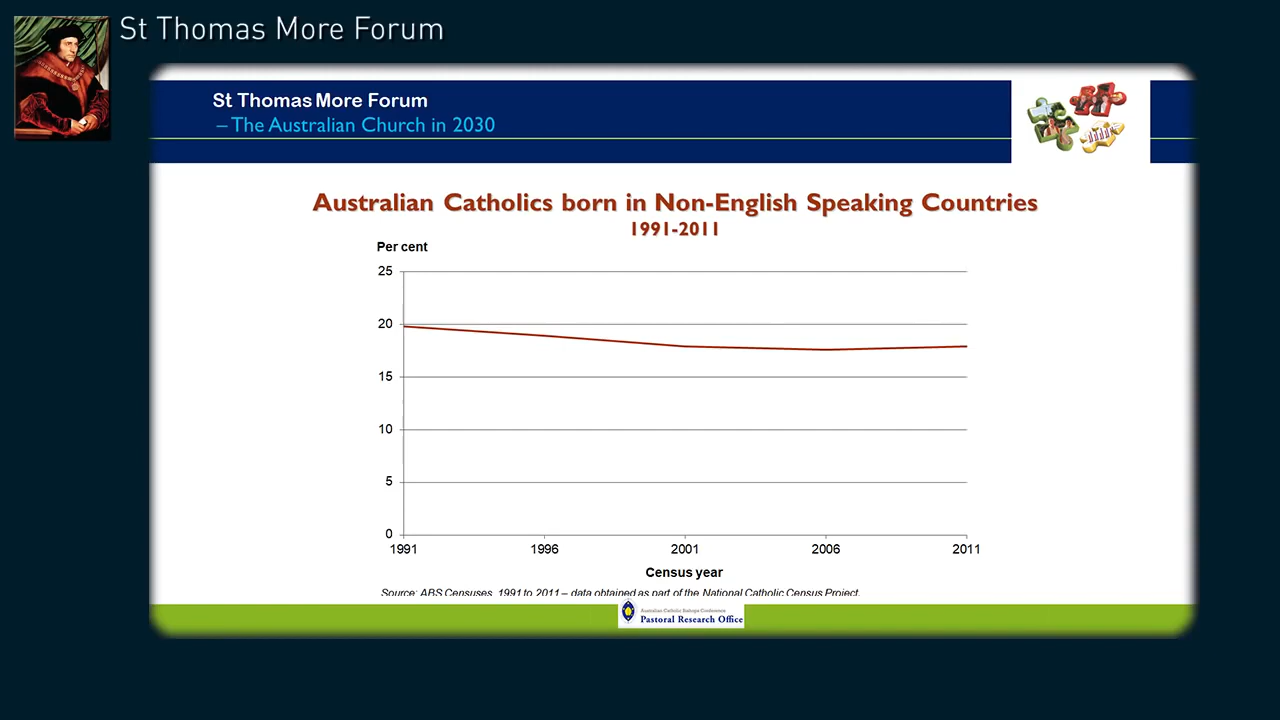 St Thomas More Forum
St Thomas More Forum
– The Australian Church in 2030
Australian Catholics born in Non-English Speaking Countries
1991-2011
Per cent
25
20
15
10
5
0
1991 1996 2001 2006 2011
Census year
Source: ABS Censuses, 1991 to 2011 – data obtained as part of the National Catholic Census Project.
Australian Catholic Bishops Conference
Pastoral Research Office